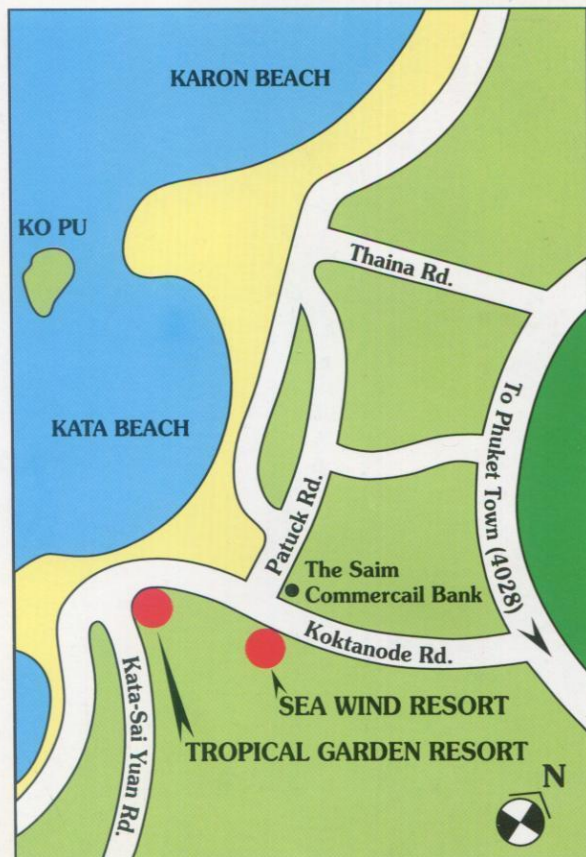 KARON BEACH
KO PU
Thaina Rd.
KATA BEACH
To Phuket Town (4028)
Patuck Rd.
The Saim
Commercail Bank
Koktanode Rd.
Kata-Sai Yuan Rd.
SEA WIND RESORT
TROPICAL GARDEN RESORT
N